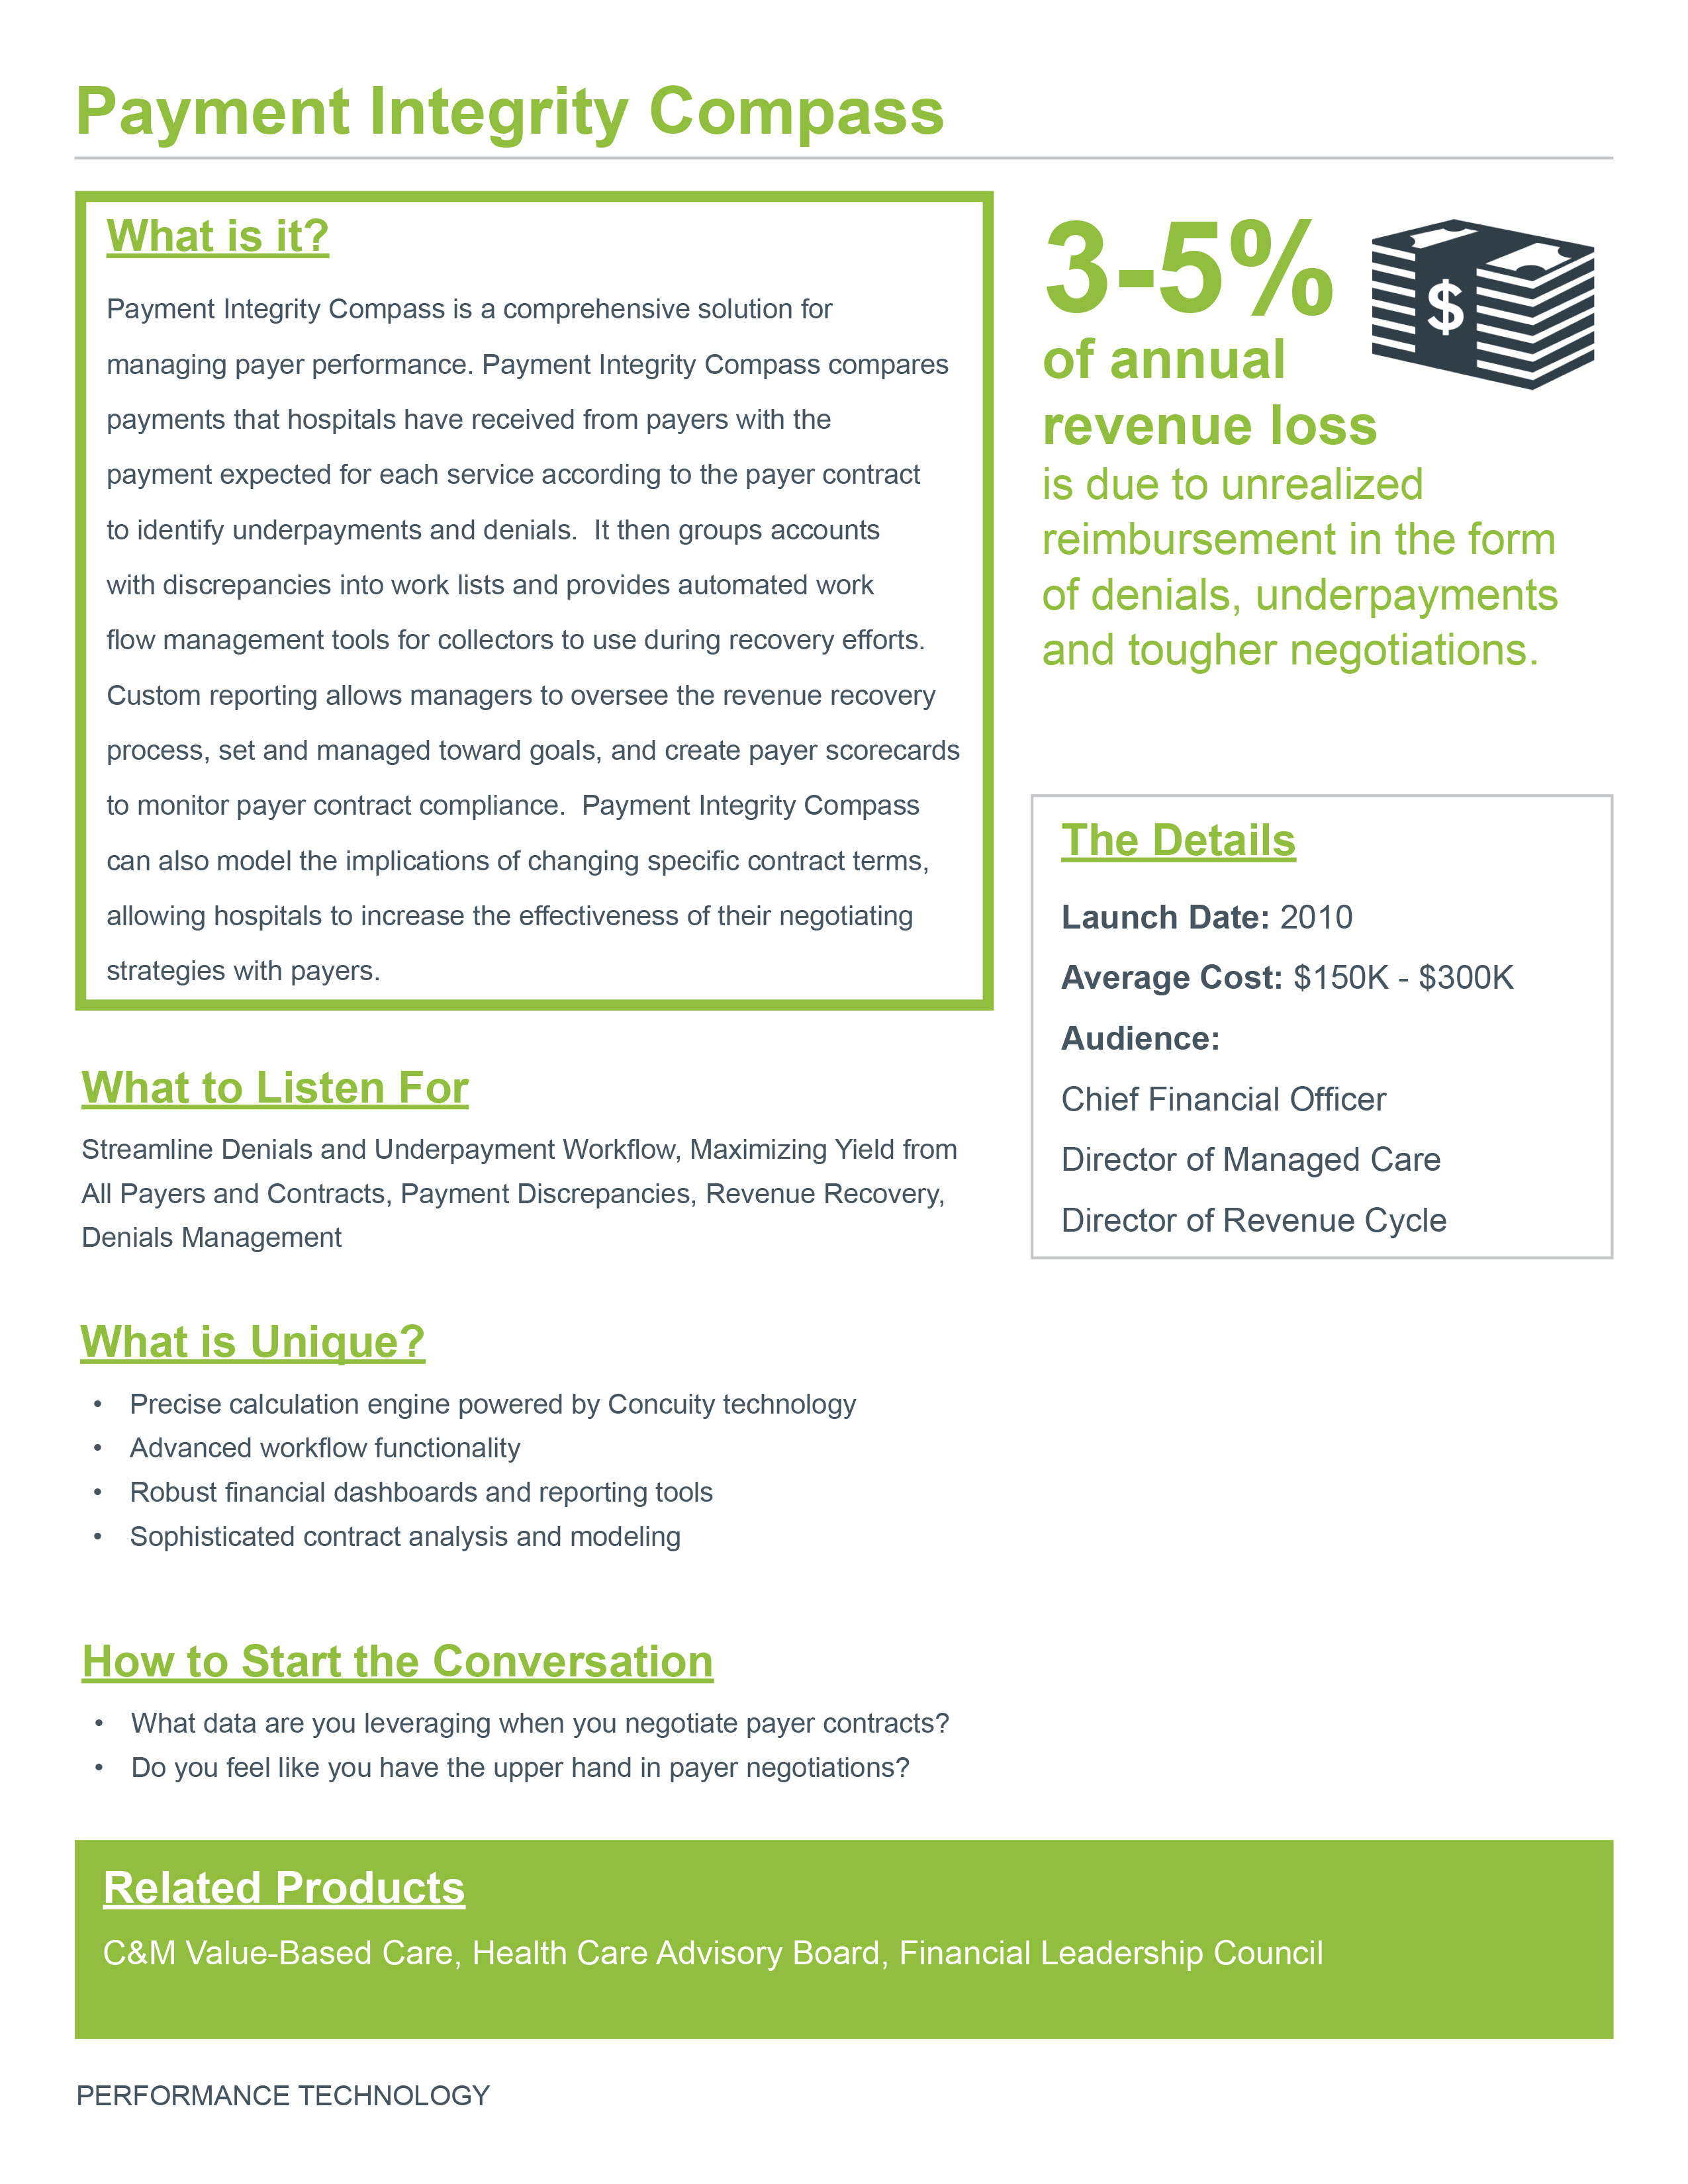 Payment Integrity Compass
What is it?
Payment Integrity Compass is a comprehensive solution for
managing payer performance. Payment Integrity Compass compares
payments that hospitals have received from payers with the
payment expected for each service according to the payer contract
to identify underpayments and denials.  It then groups accounts
with discrepancies into work lists and provides automated work
flow management tools for collectors to use during recovery efforts.
Custom reporting allows managers to oversee the revenue recovery
process, set and managed toward goals, and create payer scorecards
to monitor payer contract compliance.  Payment Integrity Compass
can also model the implications of changing specific contract terms,
allowing hospitals to increase the effectiveness of their negotiating
strategies with payers.
3-5%
$
of annual
revenue loss
is due to unrealized
reimbursement in the form
of denials, underpayments
and tougher negotiations.
The Details
Launch Date: 2010
Average Cost: $150K - $300K
Audience:
Chief Financial Officer
Director of Managed Care
Director of Revenue Cycle
What to Listen For
Streamline Denials and Underpayment Workflow, Maximizing Yield from
All Payers and Contracts, Payment Discrepancies, Revenue Recovery,
Denials Management
What is Unique?
• Precise calculation engine powered by Concuity technology
• Advanced workflow functionality
• Robust financial dashboards and reporting tools
• Sophisticated contract analysis and modeling
How to Start the Conversation
• What data are you leveraging when you negotiate payer contracts?
• Do you feel like you have the upper hand in payer negotiations?
Related Products
C&M Value-Based Care, Health Care Advisory Board, Financial Leadership Council
PERFORMANCE TECHNOLOGY